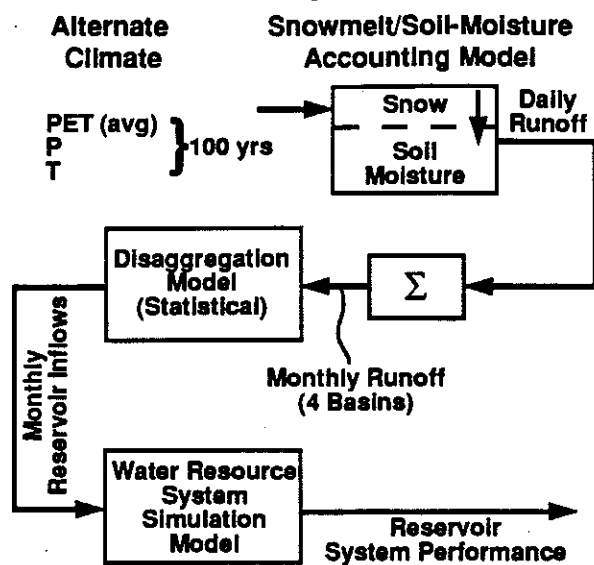 Alternate
Climate
Snowmelt/Soil-Moisture
Accounting Model
PET (avg)
P
T
} 100 yrs
Snow
Soil
Moisture
Daily
Runoff
Disaggregation
Model
(Statistical)
Σ
Monthly Runoff
(4 Basins)
Monthly
Reservoir Inflows
Water Resource
System
Simulation
Model
Reservoir
System Performance